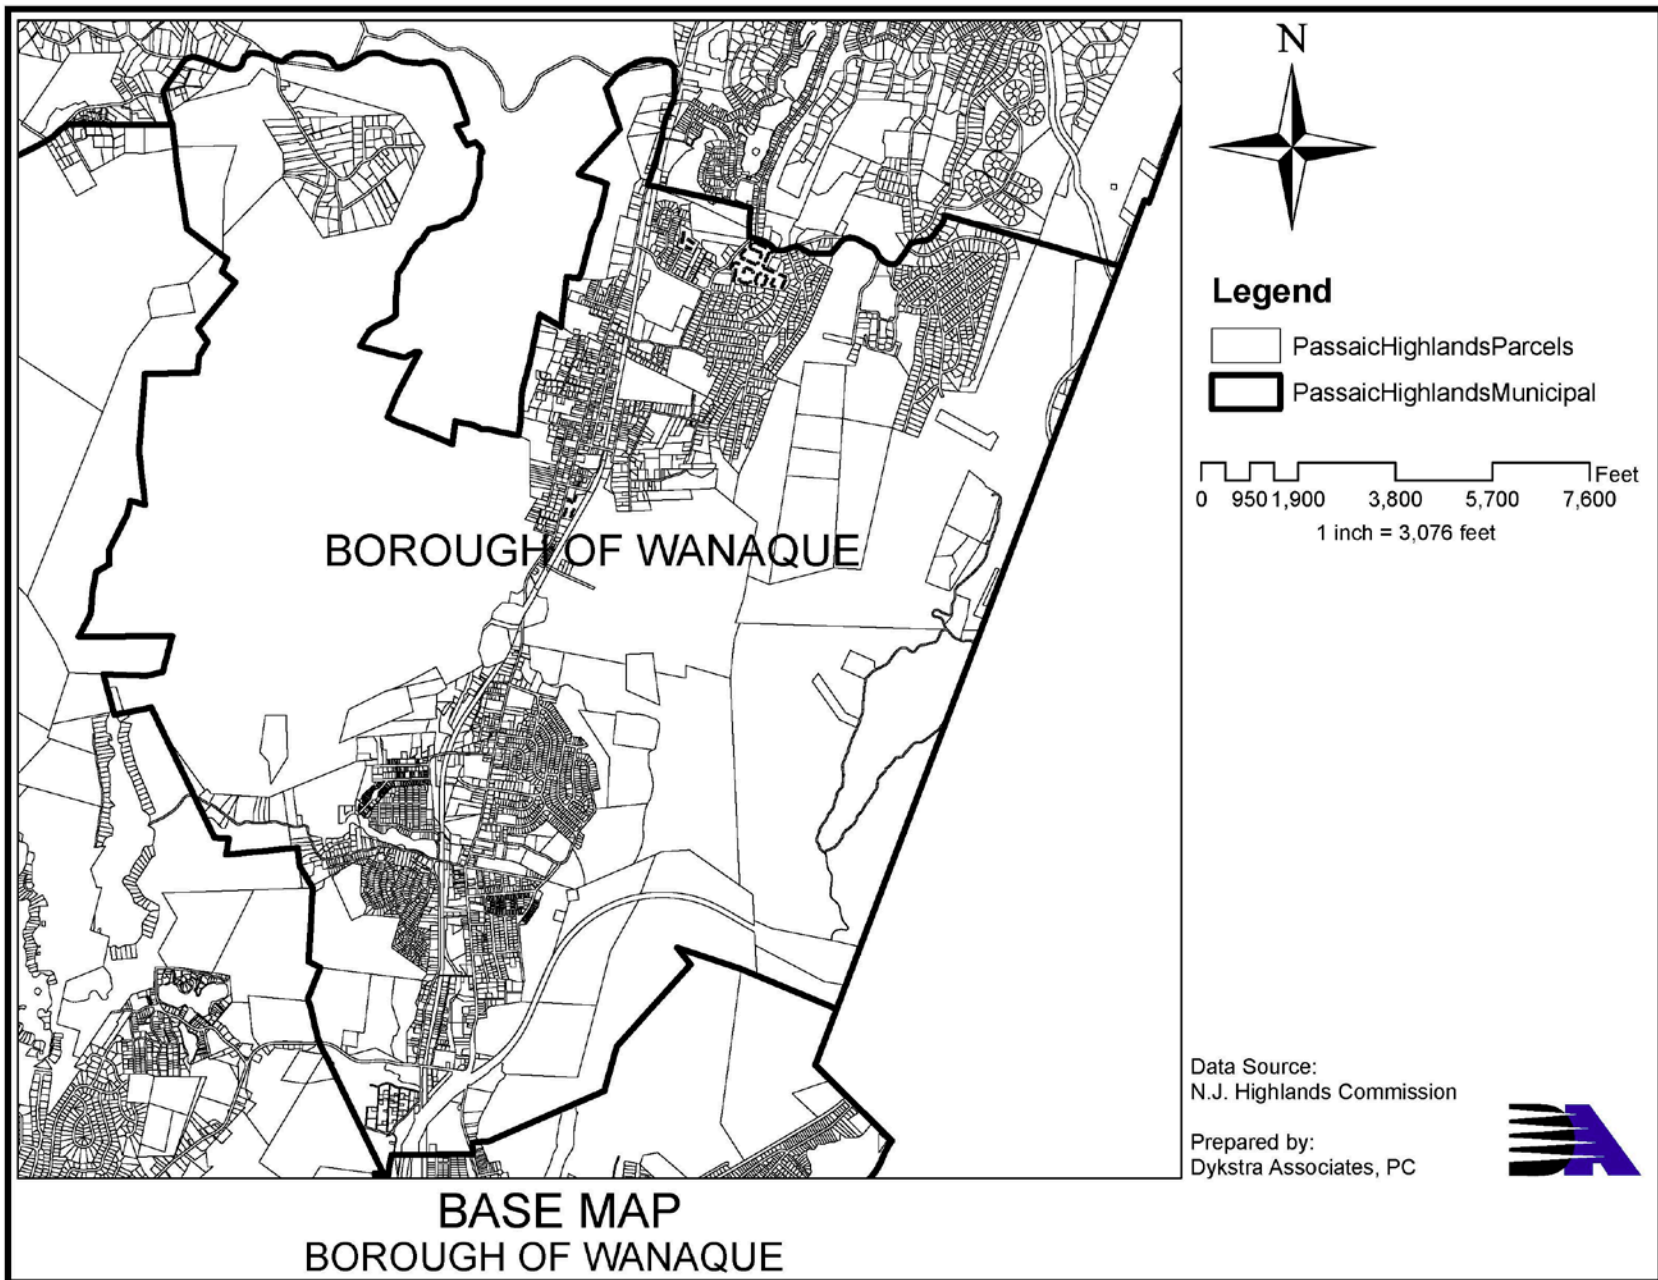 N
Legend
PassaicHighlandsParcels
PassaicHighlandsMunicipal
Feet
0 950 1,900 3,800 5,700 7,600
1 inch = 3,076 feet
BOROUGH OF WANAQUE
Data Source:
N.J. Highlands Commission
Prepared by:
Dykstra Associates, PC
DA
BASE MAP
BOROUGH OF WANAQUE